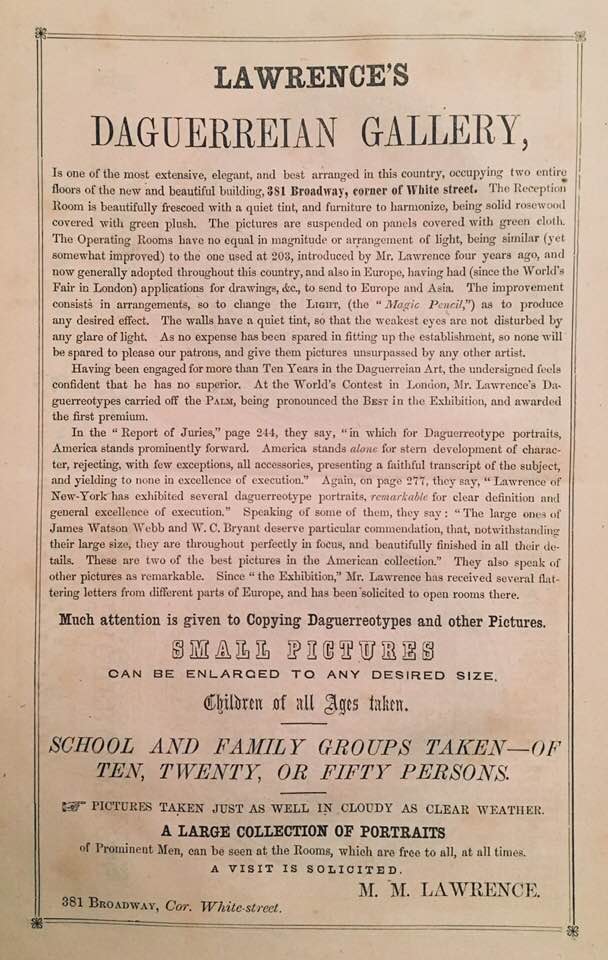 LAWRENCE'S
DAGUERREIAN GALLERY,
Is one of the most extensive, elegant, and best arranged in this country, occupying two entire
floors of the new and beautiful building, 381 Broadway, corner of White street. The Reception
Room is beautifully frescoed with a quiet tint, and furniture to harmonize, being solid rosewood
covered with green plush. The pictures are suspended on panels covered with green cloth.
The Operating Rooms have no equal in magnitude or arrangement of light, being similar (yet
somewhat improved) to the one used at 203, introduced by Mr. Lawrence four years ago, and
now generally adopted throughout this country, and also in Europe, having had (since the World's
Fair in London) applications for drawings, &c., to send to Europe and Asia. The improvement
consists in arrangements, so to change the LIGHT, (the "Magic Pencil,") as to produce
any desired effect. The walls have a quiet tint, so that the weakest eyes are not disturbed by
any glare of light. As no expense has been spared in fitting up the establishment, so none will
be spared to please our patrons, and give them pictures unsurpassed by any other artist.
Having been engaged for more than Ten Years in the Daguerreian Art, the undersigned feels
confident that he has no superior. At the World's Contest in London, Mr. Lawrence's Da-
guerreotypes carried off the PALM, being pronounced the BEST in the Exhibition, and awarded
the first premium.
In the "Report of Juries," page 244, they say, "in which for Daguerreotype portraits,
America stands prominently forward. America stands alone for stern development of charac-
ter, rejecting, with few exceptions, all accessories, presenting a faithful transcript of the subject,
and yielding to none in excellence of execution." Again, on page 277, they say, "Lawrence of
New-York has exhibited several daguerreotype portraits, remarkable for clear definition and
general excellence of execution." Speaking of some of them, they say: "The large ones of
James Watson Webb and W. C. Bryant deserve particular commendation, that, notwithstanding
their large size, they are throughout perfectly in focus, and beautifully finished in all their de-
tails. These are two of the best pictures in the American collection." They also speak of
other pictures as remarkable. Since "the Exhibition," Mr. Lawrence has received several flat-
tering letters from different parts of Europe, and has been solicited to open rooms there.
Much attention is given to Copying Daguerreotypes and other Pictures.
SMALL PICTURES
CAN BE ENLARGED TO ANY DESIRED SIZE.
Children of all Ages taken.
SCHOOL AND FAMILY GROUPS TAKEN—OF
TEN, TWENTY, OR FIFTY PERSONS.
☞ PICTURES TAKEN JUST AS WELL IN CLOUDY AS CLEAR WEATHER.
A LARGE COLLECTION OF PORTRAITS
of Prominent Men, can be seen at the Rooms, which are free to all, at all times.
A VISIT IS SOLICITED.
M. M. LAWRENCE.
381 BROADWAY, Cor. White-street.